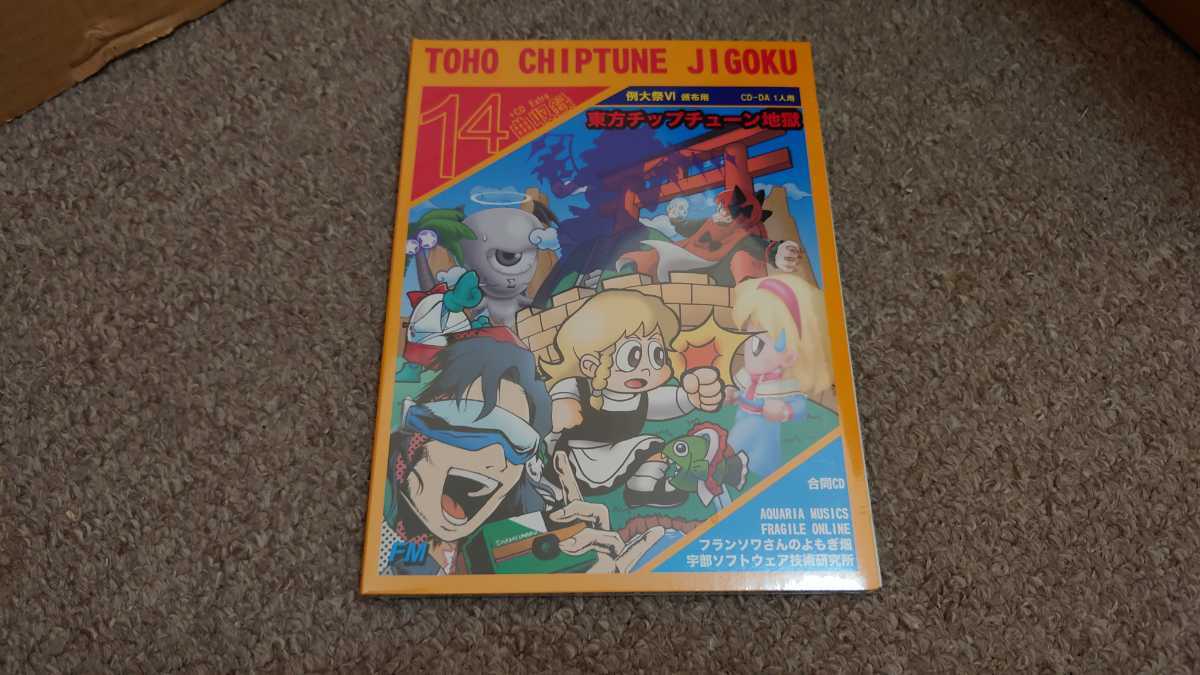 TOHO CHIPTUNE JIGOKU
14
+CD Extra
例大祭Ⅵ 頒布用 CD-DA 1人用
東方チップチューン地獄
合同CD
AQUARIA MUSICS
FRAGILE ONLINE
フランソワさんのよもぎ畑
宇部ソフトウェア技術研究所
FM